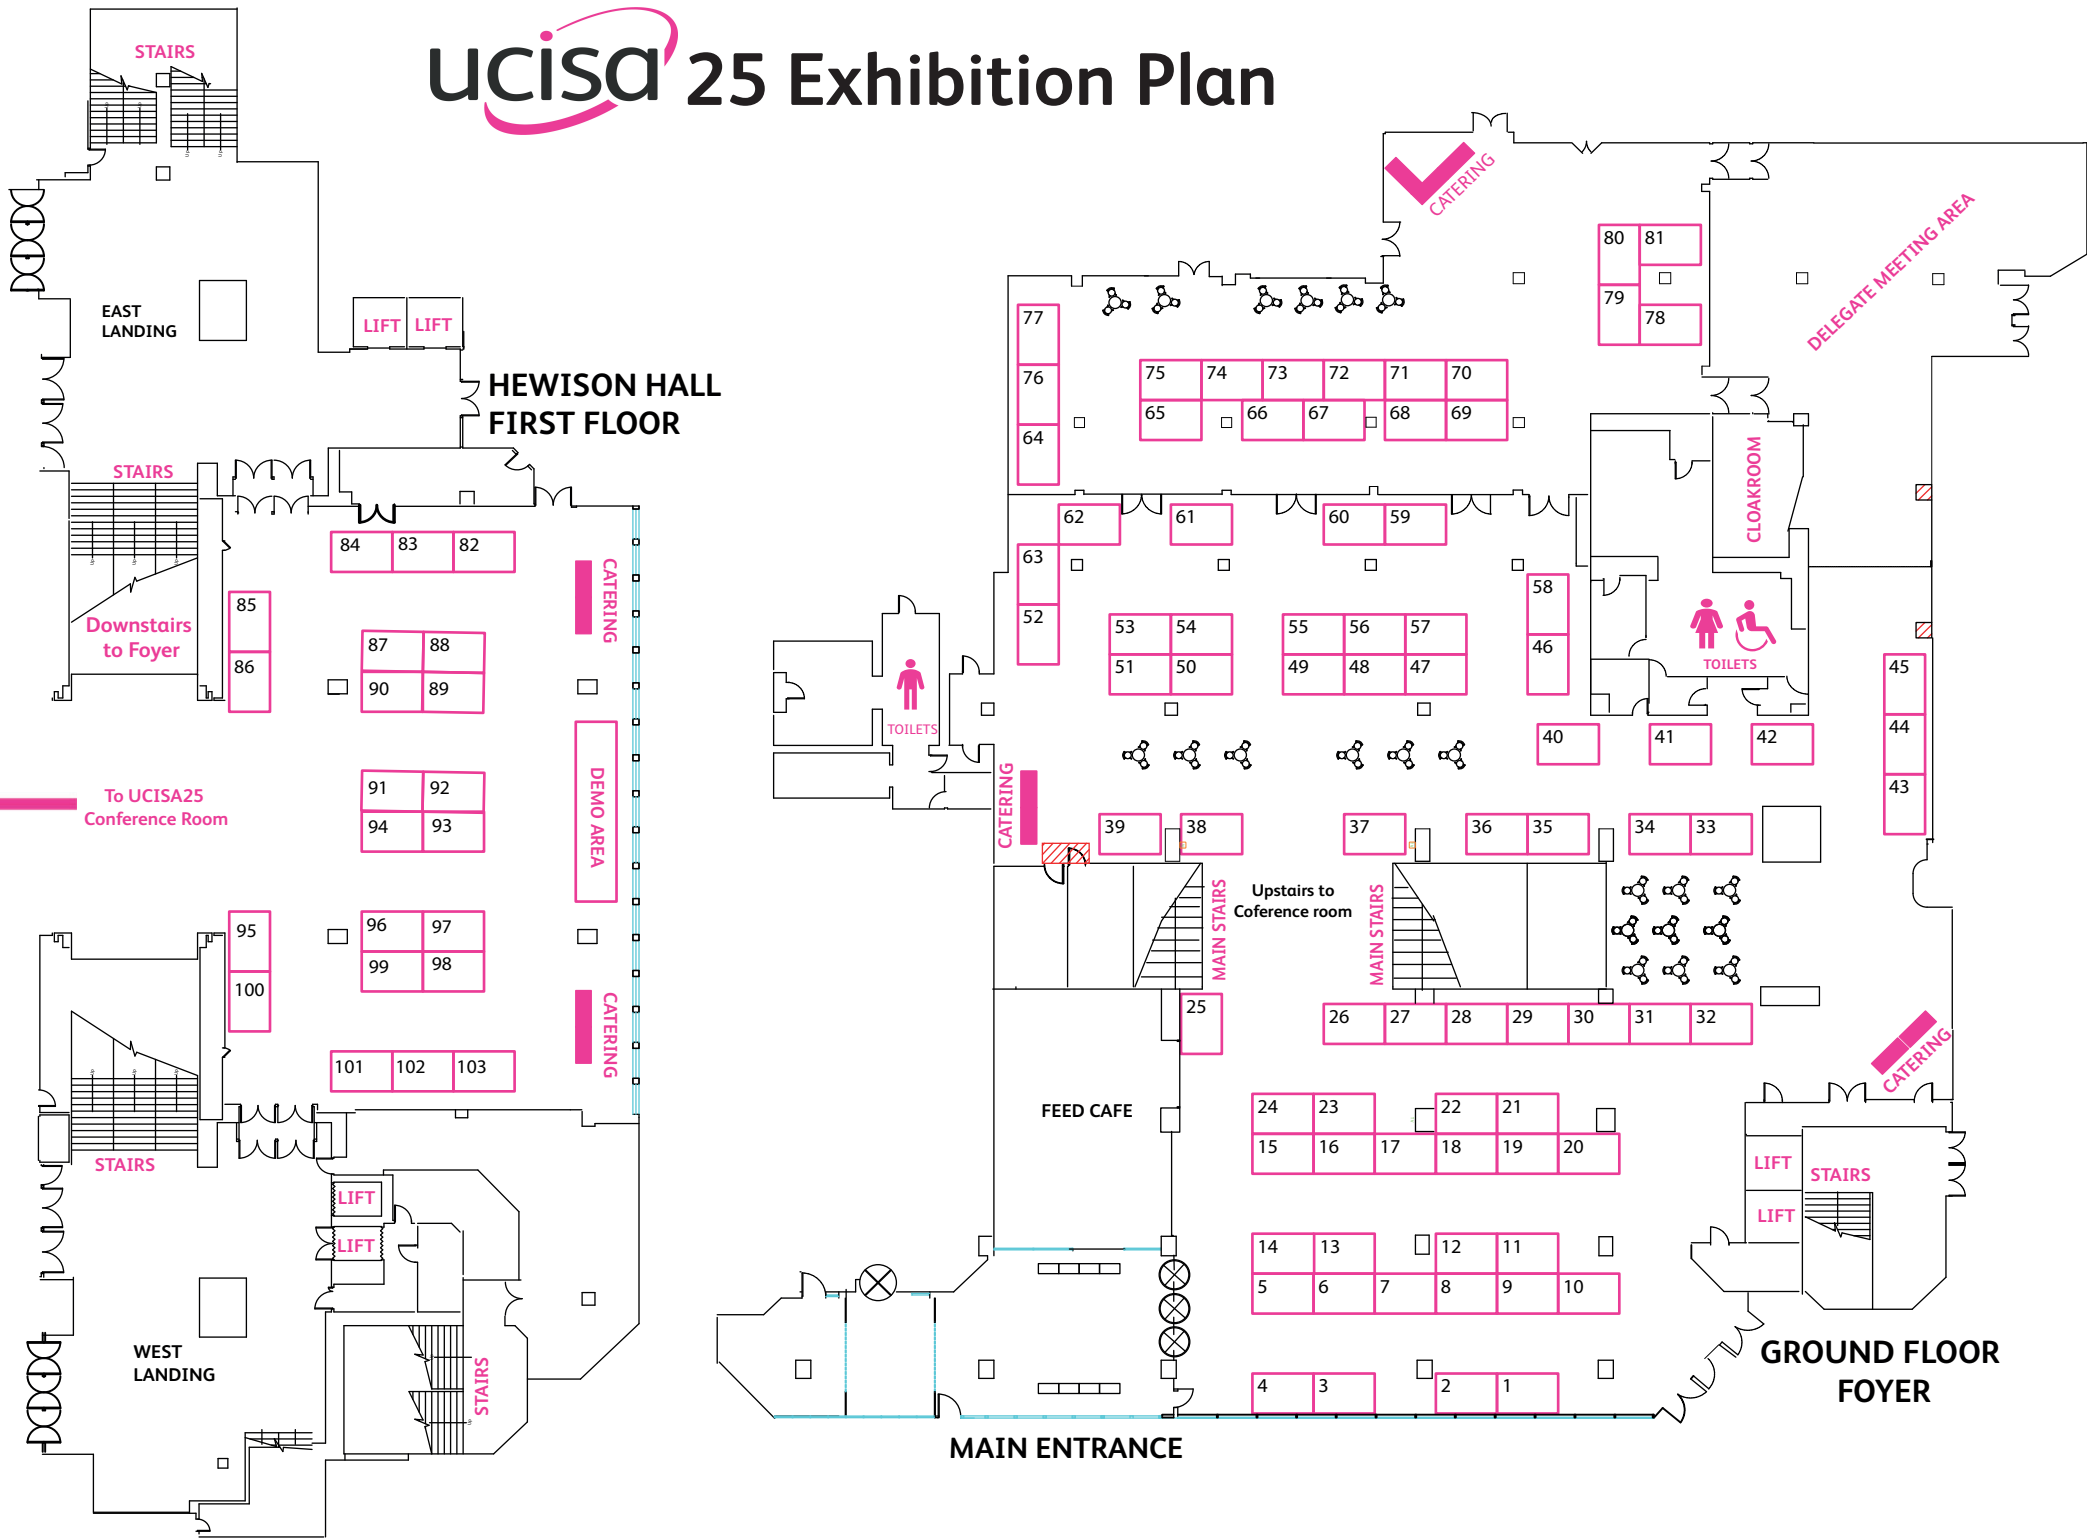 ucisa 25 Exhibition Plan
STAIRS
EAST
LANDING
LIFT LIFT
HEWISON HALL
FIRST FLOOR
STAIRS
Downstairs
to Foyer
84 83 82
85
86
87 88
90 89
CATERING
DEMO AREA
To UCISA25
Conference Room
91 92
94 93
95
100
96 97
99 98
CATERING
101 102 103
STAIRS
LIFT
LIFT
WEST
LANDING
STAIRS
CATERING
80 81
79
78
DELEGATE MEETING AREA
77
76
64
75 74 73 72 71 70
65 66 67 68 69
CLOAKROOM
62 61 60 59
63
52
53 54 55 56 57
51 50 49 48 47
58
46
TOILETS
TOILETS
45
44
43
40 41 42
CATERING
39 38 37 36 35 34 33
MAIN STAIRS
Upstairs to
Coference room
MAIN STAIRS
25
26 27 28 29 30 31 32
CATERING
FEED CAFE
24 23 22 21
15 16 17 18 19 20
LIFT
STAIRS
LIFT
14 13 12 11
5 6 7 8 9 10
4 3 2 1
GROUND FLOOR
FOYER
MAIN ENTRANCE